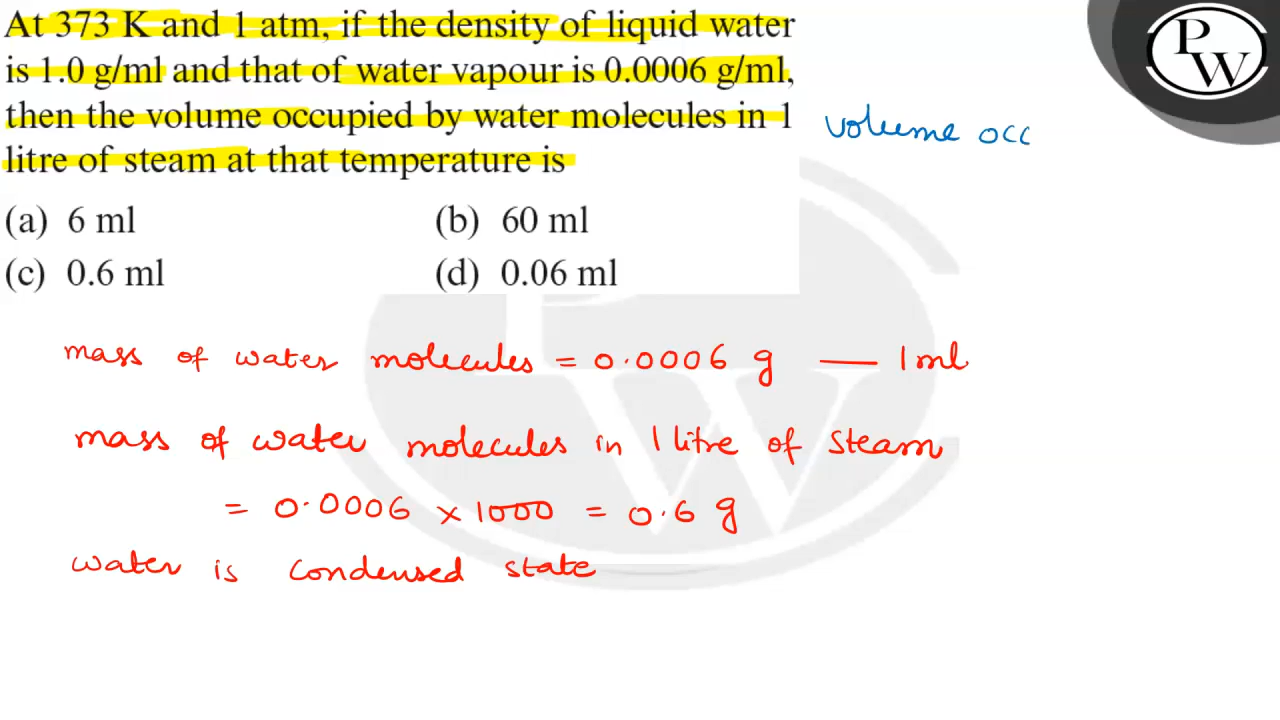 At 373 K and 1 atm, if the density of liquid water
is 1.0 g/ml and that of water vapour is 0.0006 g/ml,
then the volume occupied by water molecules in 1
litre of steam at that temperature is
(a) 6 ml (b) 60 ml
(c) 0.6 ml (d) 0.06 ml
PW
volume occ
mass of water molecules = 0.0006 g — 1ml
mass of water molecules in 1 litre of steam
= 0.0006 × 1000 = 0.6 g
water is condensed state